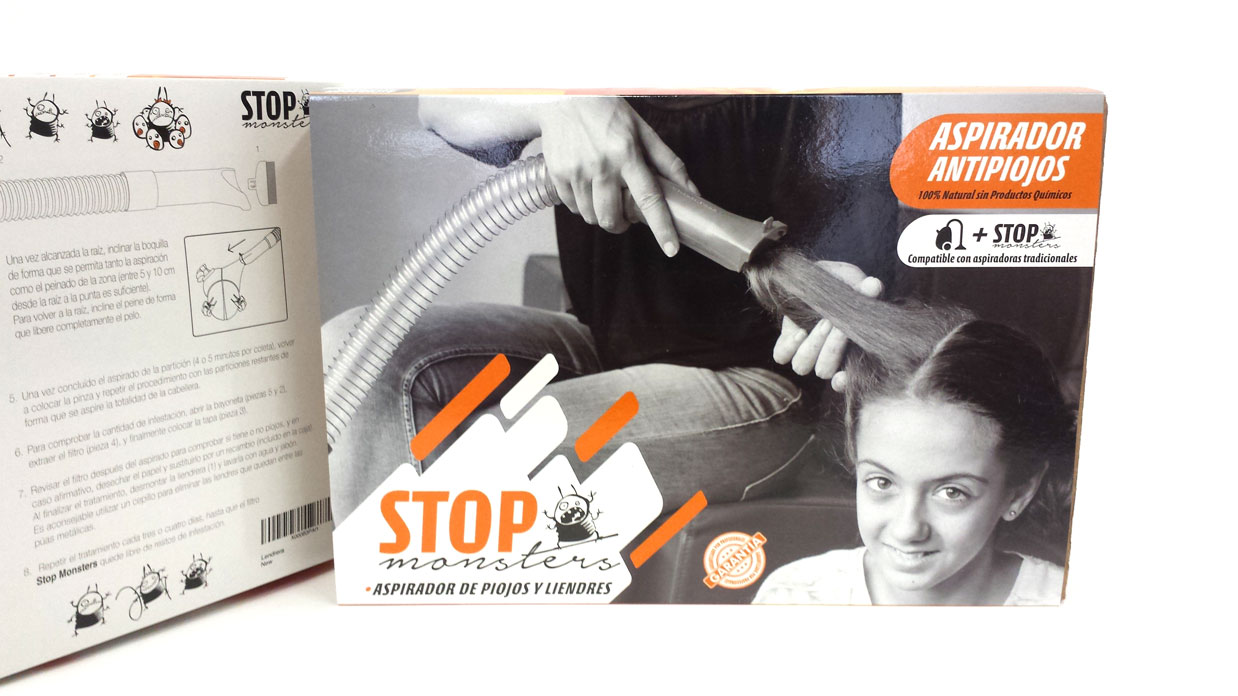 STOP
monsters
2
1
Una vez alcanzada la raíz, inclinar la boquilla
de forma que se permita tanto la aspiración
como el peinado de la zona (entre 5 y 10 cm
desde la raíz a la punta es suficiente).
Para volver a la raíz, incline el peine de forma
que libere completamente el pelo.
5. Una vez concluido el aspirado de la partición (4 o 5 minutos por coleta), volver
a colocar la pinza y repetir el procedimiento con las particiones restantes de
forma que se aspire la totalidad de la cabellera.
6. Para comprobar la cantidad de infestación, abrir la bayoneta (piezas 5 y 2),
extraer el filtro (pieza 4), y finalmente colocar la tapa (pieza 3).
7. Revisar el filtro después del aspirado para comprobar si tiene o no piojos, y en
caso afirmativo, desechar el papel y sustituirlo por un recambio (incluido en la caja).
Al finalizar el tratamiento, desmontar la liendrera (1) y lavarla con agua y jabón.
Es aconsejable utilizar un cepillo para eliminar las liendres que quedan entre las
púas metálicas.
8. Repetir el tratamiento cada tres o cuatro días, hasta que el filtro
Stop Monsters quede libre de restos de infestación.
Lendrera
Now
ASPIRADOR
ANTIPIOJOS
100% Natural sin Productos Químicos
+ STOP
monsters
Compatible con aspiradoras tradicionales
STOP
monsters
• ASPIRADOR DE PIOJOS Y LIENDRES
GARANTIA